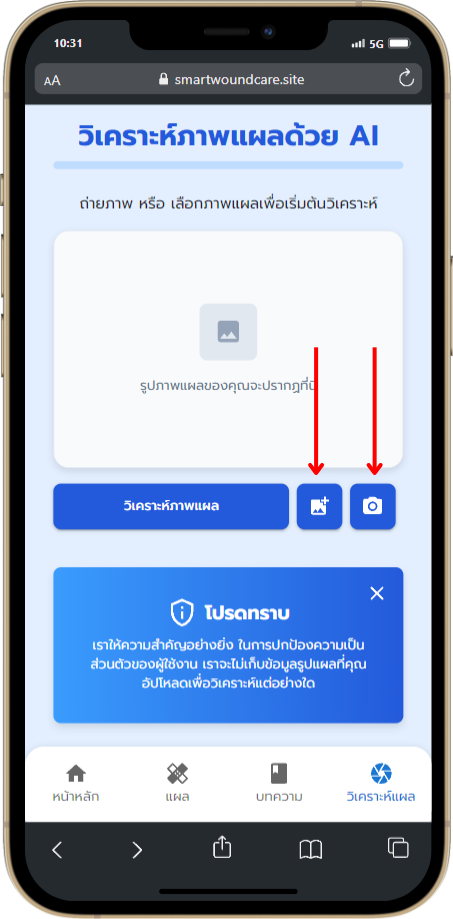 10:31
5G
AA
smartwoundcare.site
วิเคราะห์ภาพแผลด้วย AI
ถ่ายภาพ หรือ เลือกภาพแผลเพื่อเริ่มต้นวิเคราะห์
รูปภาพแผลของคุณจะปรากฏที่นี่
วิเคราะห์ภาพแผล
โปรดทราบ
เราให้ความสำคัญอย่างยิ่ง ในการปกป้องความเป็น
ส่วนตัวของผู้ใช้งาน เราจะไม่เก็บข้อมูลรูปแผลที่คุณ
อัปโหลดเพื่อวิเคราะห์แต่อย่างใด
หน้าหลัก
แผล
บทความ
วิเคราะห์แผล